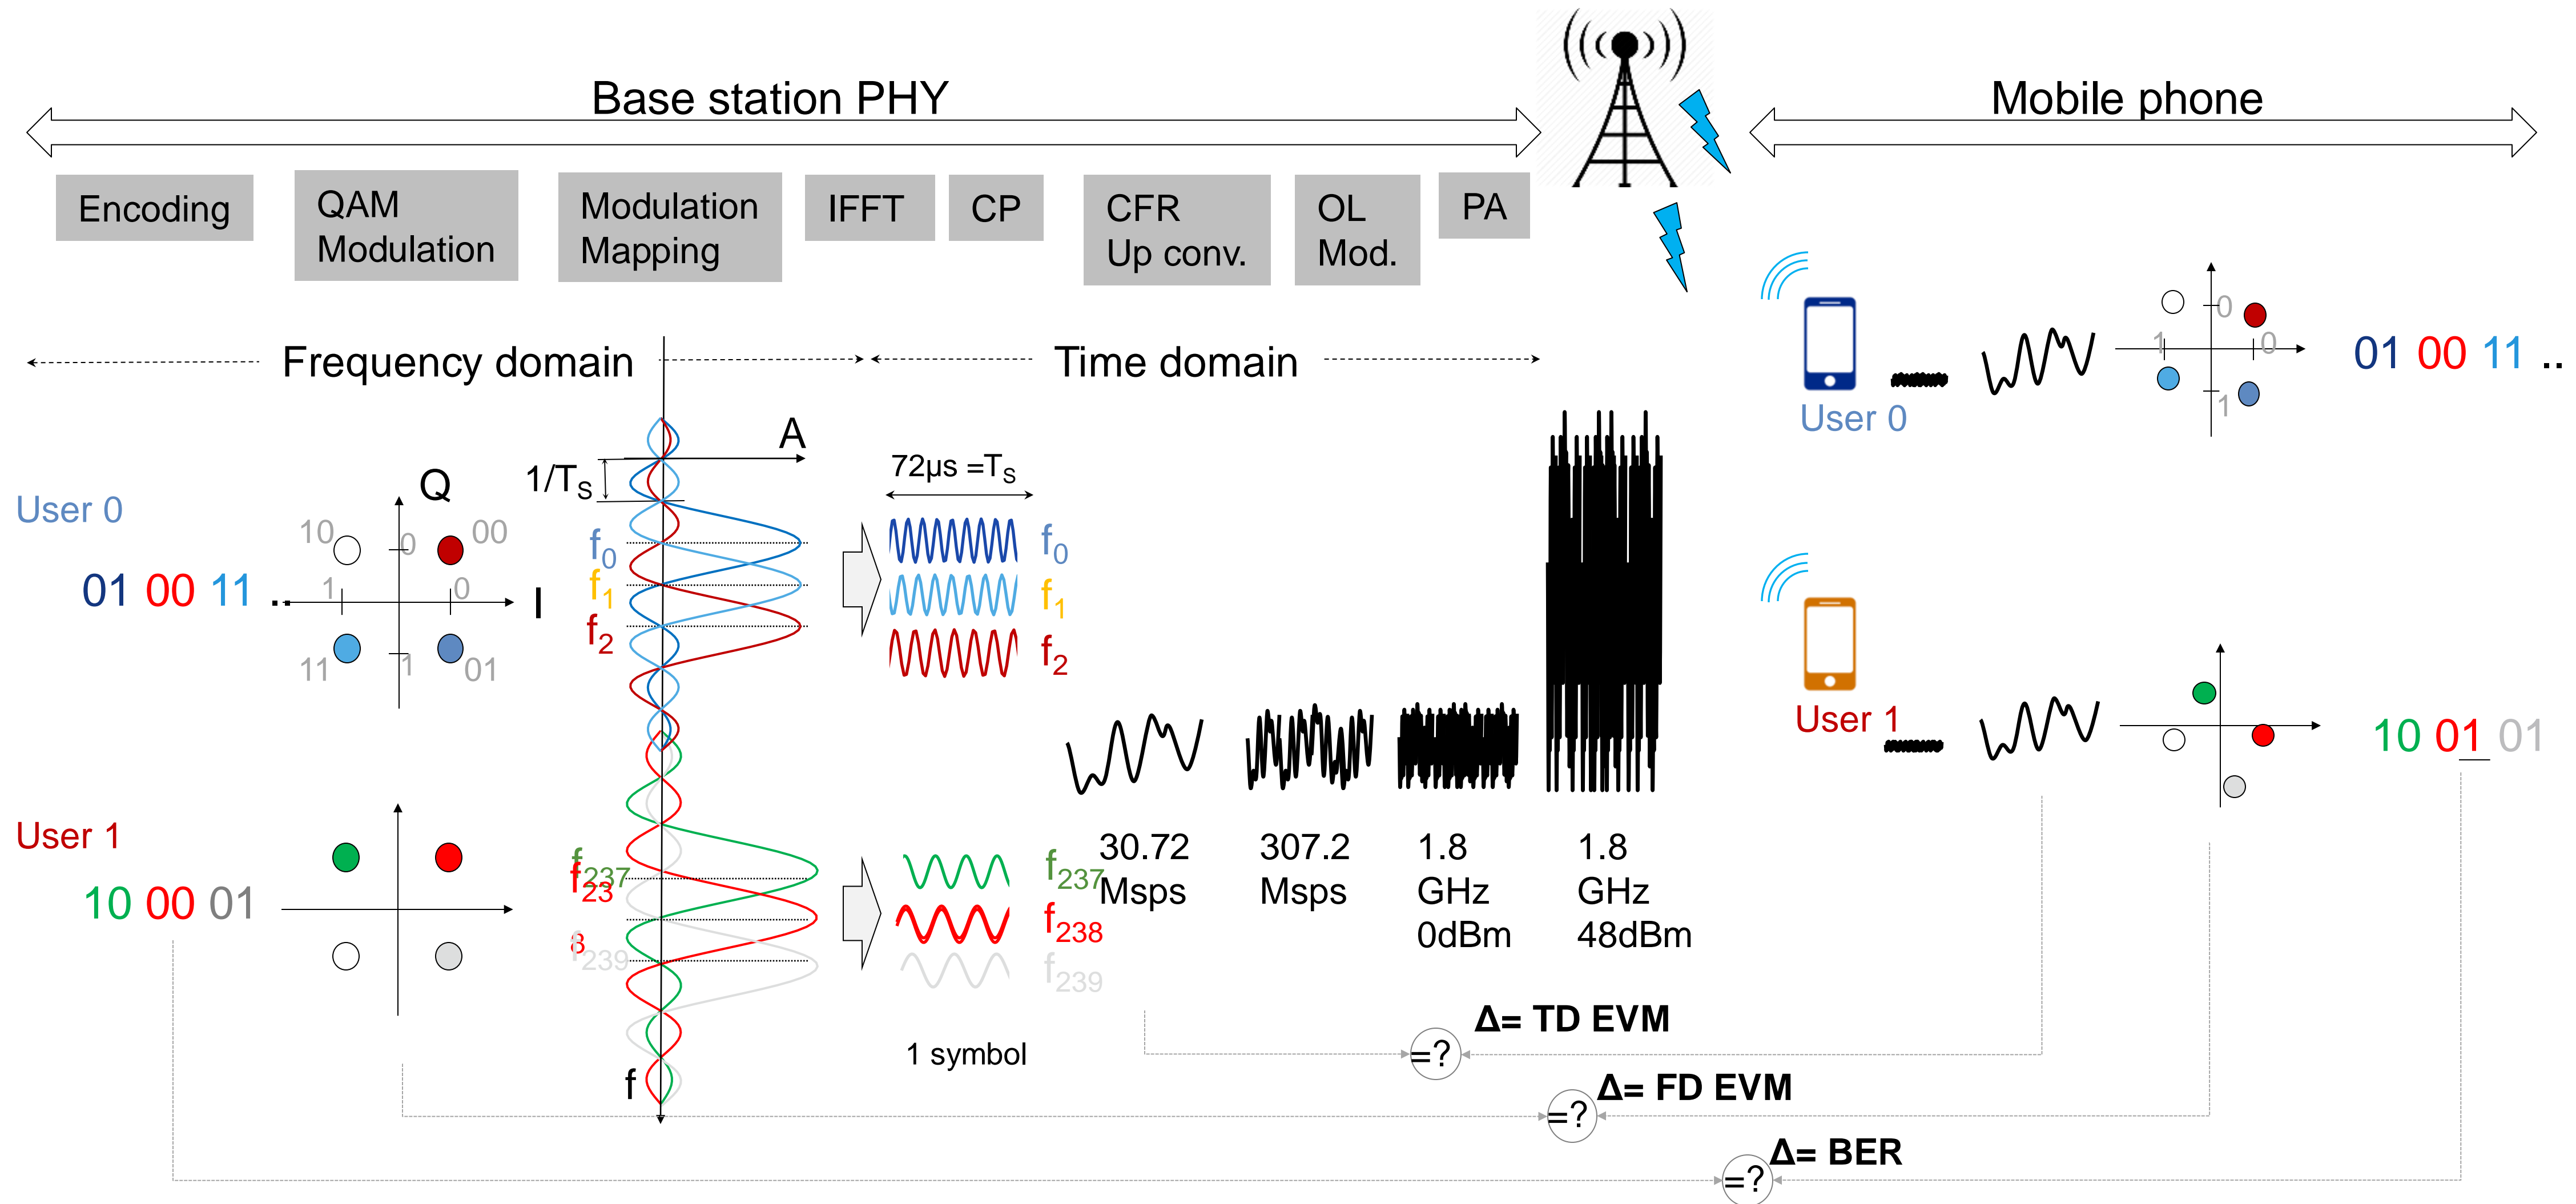 Base station PHY
Mobile phone
Encoding
QAM
Modulation
Modulation
Mapping
IFFT
CP
CFR
Up conv.
OL
Mod.
PA
Frequency domain
Time domain
A
1/TS
72µs =TS
User 0
Q
10
00
0
01 00 11 ..
1
0
I
11
1
01
f0
f1
f2
f0
f1
f2
User 1
10 00 01
f237
f238
f239
f237
f238
f239
1 symbol
f
30.72
Msps
307.2
Msps
1.8
GHz
0dBm
1.8
GHz
48dBm
User 0
0
1
0
1
01 00 11 ..
User 1
10 01 01
=?
Δ= TD EVM
=?
Δ= FD EVM
=?
Δ= BER